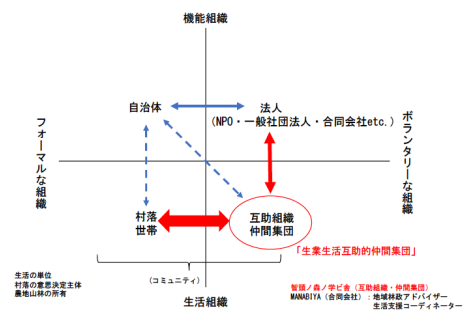 機能組織
自治体
法人
(NPO・一般社団法人・合同会社etc.)
フォーマルな組織
ボランタリーな組織
村落
世帯
互助組織
仲間集団
「生業生活互助的仲間集団」
生活の単位
村落の意思決定主体
農地山林の所有
(コミュニティ)
生活組織
智頭ノ森ノ学ビ舎(互助組織・仲間集団)
MANABIYA(合同会社):地域林政アドバイザー
生活支援コーディネーター